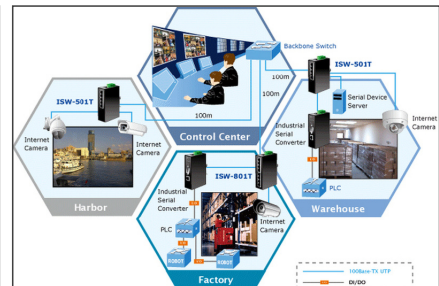 Backbone Switch
ISW-501T
100m
ISW-501T
100m
100m
Internet
Camera
Internet
Camera
Control Center
Serial Device
Server
Industrial
Serial
Converter
Internet
Camera
PLC
Harbor
Warehouse
Industrial
Serial
Converter
ISW-801T
Internet
Camera
PLC
ROBOT
ROBOT
Factory
100Base-TX UTP
DI/DO